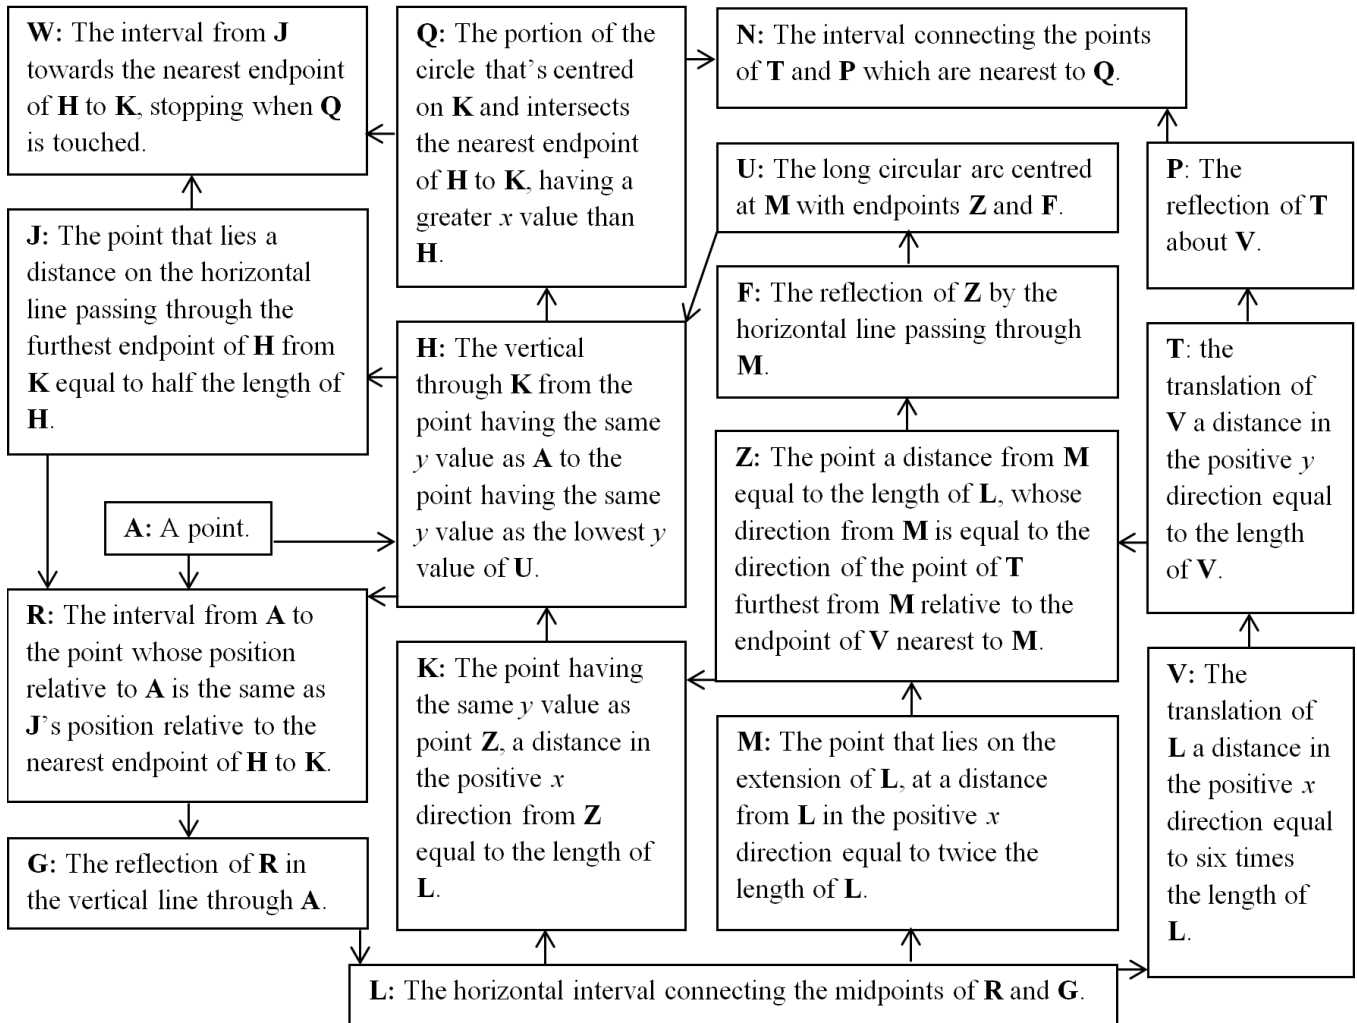 W: The interval from J
towards the nearest endpoint
of H to K, stopping when Q
is touched.
Q: The portion of the
circle that's centred
on K and intersects
the nearest endpoint
of H to K, having a
greater x value than
H.
N: The interval connecting the points
of T and P which are nearest to Q.
U: The long circular arc centred
at M with endpoints Z and F.
P: The
reflection of T
about V.
J: The point that lies a
distance on the horizontal
line passing through the
furthest endpoint of H from
K equal to half the length of
H.
F: The reflection of Z by the
horizontal line passing through
M.
H: The vertical
through K from the
point having the same
y value as A to the
point having the same
y value as the lowest y
value of U.
T: the
translation of
V a distance in
the positive y
direction equal
to the length
of V.
Z: The point a distance from M
equal to the length of L, whose
direction from M is equal to the
direction of the point of T
furthest from M relative to the
endpoint of V nearest to M.
A: A point.
R: The interval from A to
the point whose position
relative to A is the same as
J's position relative to the
nearest endpoint of H to K.
K: The point having
the same y value as
point Z, a distance in
the positive x
direction from Z
equal to the length of
L.
M: The point that lies on the
extension of L, at a distance
from L in the positive x
direction equal to twice the
length of L.
V: The
translation of
L a distance in
the positive x
direction equal
to six times
the length of
L.
G: The reflection of R in
the vertical line through A.
L: The horizontal interval connecting the midpoints of R and G.